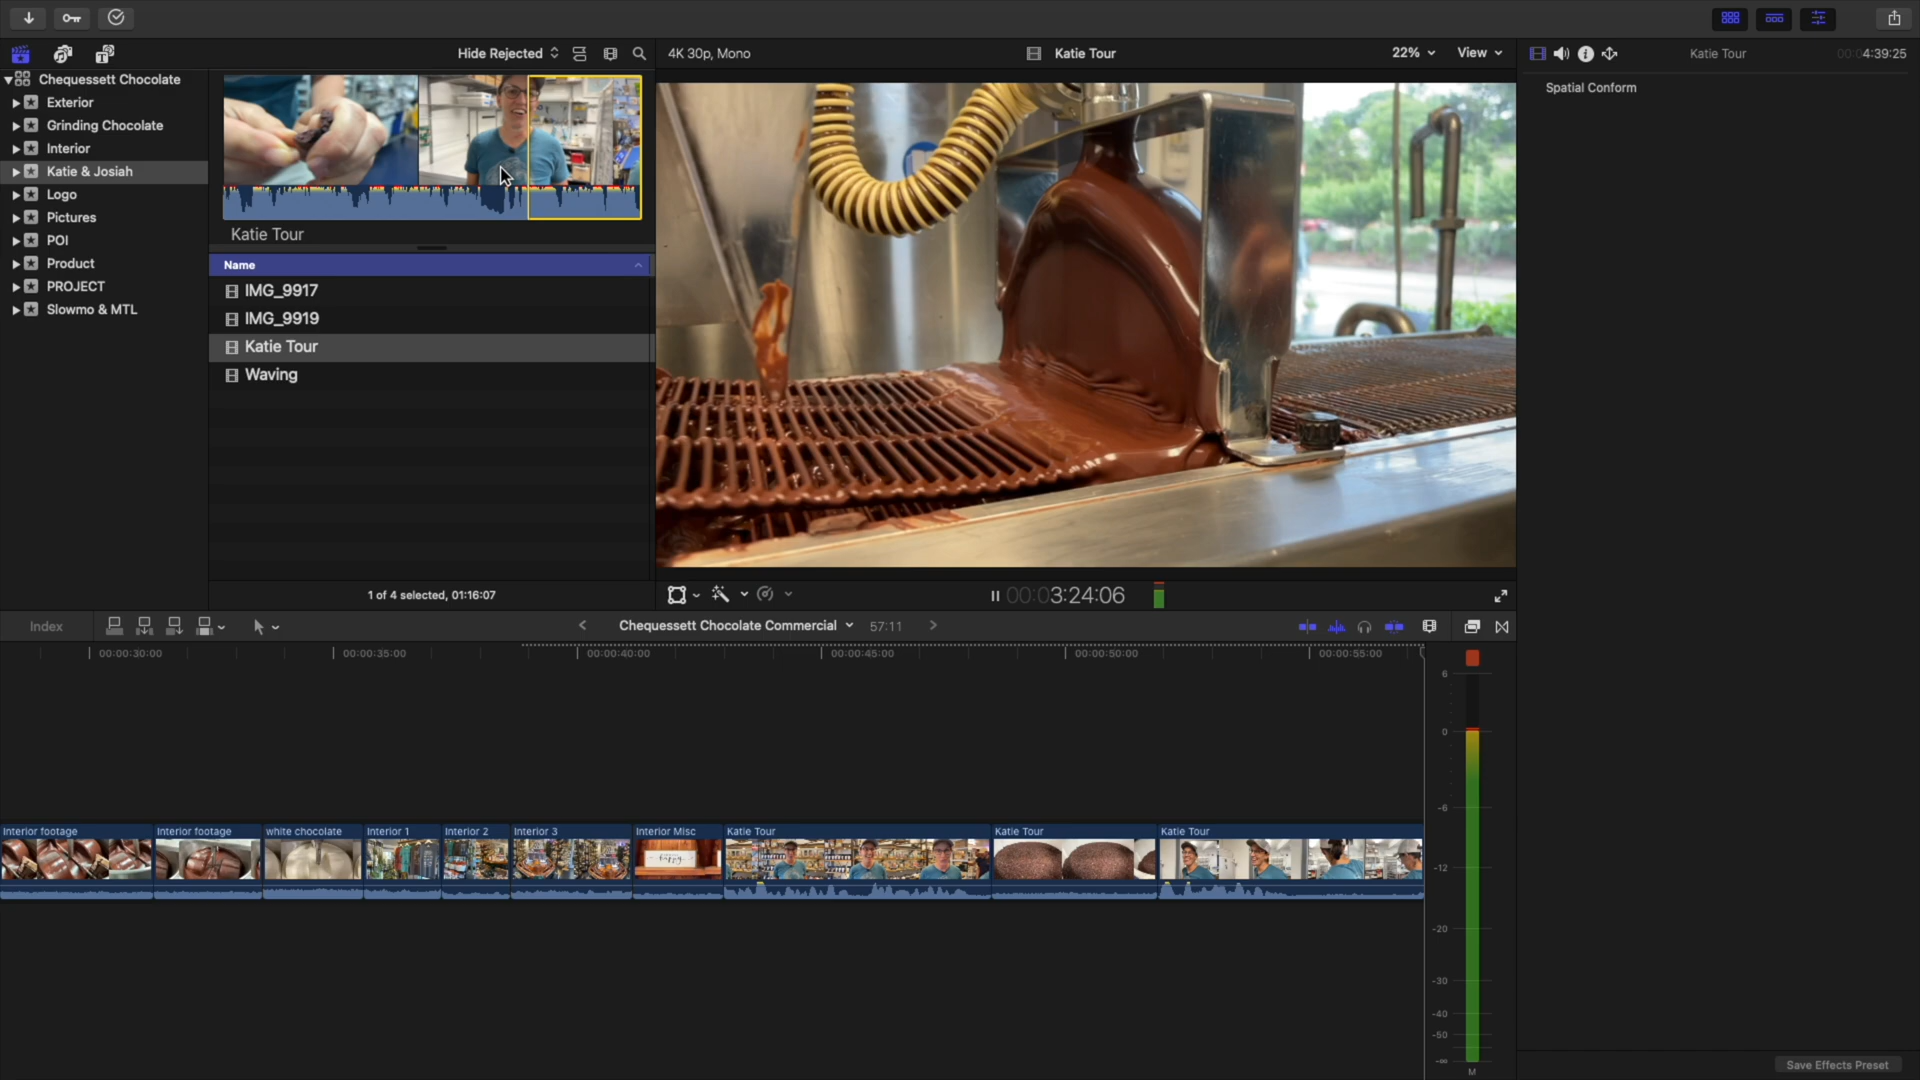 Hide Rejected
4K 30p, Mono
Katie Tour
22%
View
Katie Tour
00:04:39:25
Chequessett Chocolate
Exterior
Grinding Chocolate
Interior
Katie & Josiah
Logo
Pictures
POI
Product
PROJECT
Slowmo & MTL
Katie Tour
Name
IMG_9917
IMG_9919
Katie Tour
Waving
1 of 4 selected, 01:16:07
00:03:24:06
Spatial Conform
Index
Chequessett Chocolate Commercial
57:11
00:00:30:00
00:00:35:00
00:00:40:00
00:00:45:00
00:00:50:00
00:00:55:00
Interior footage
Interior footage
white chocolate
Interior 1
Interior 2
Interior 3
Interior Misc
Katie Tour
Katie Tour
Katie Tour
6
0
-6
-12
-20
-30
-40
-50
-∞
M
Save Effects Preset